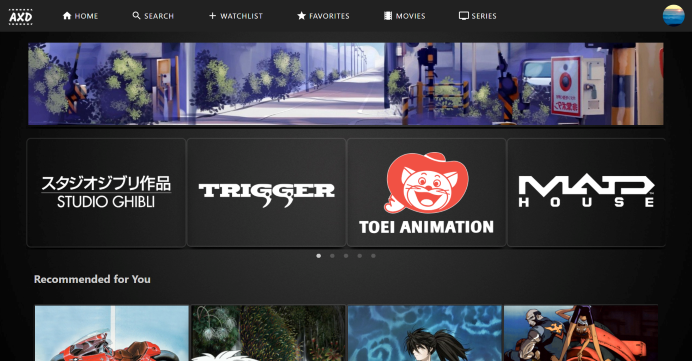 AXD
HOME
SEARCH
WATCHLIST
FAVORITES
MOVIES
SERIES
スタジオジブリ作品
STUDIO GHIBLI
TRIGGER
TOEI ANIMATION
MAD
HOUSE
Recommended for You